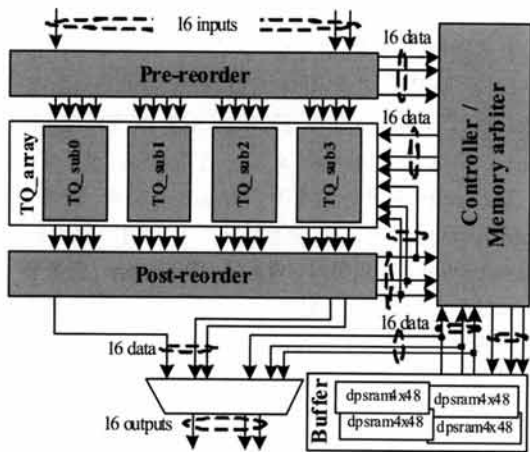 16 inputs
16 data
Pre-reorder
16 data
TQ_array
TQ_sub0
TQ_sub1
TQ_sub2
TQ_sub3
Controller /
Memory arbiter
Post-reorder
16 data
16 data
16 outputs
Buffer
dpsram4x48
dpsram4x48
dpsram4x48
dpsram4x48